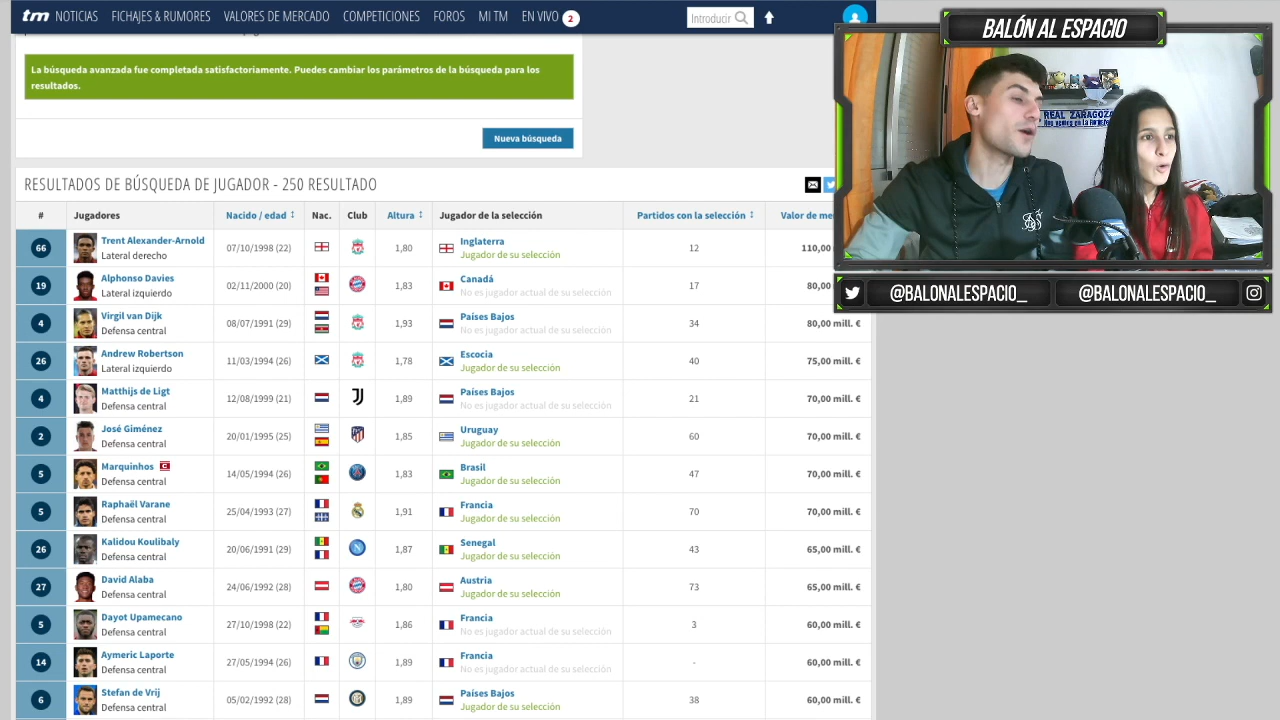 tm NOTICIAS FICHAJES & RUMORES VALORES DE MERCADO COMPETICIONES FOROS MI TM EN VIVO 2 Introducir
La búsqueda avanzada fue completada satisfactoriamente. Puedes cambiar los parámetros de la búsqueda para los
resultados.
Nueva búsqueda
RESULTADOS DE BÚSQUEDA DE JUGADOR - 250 RESULTADO
# Jugadores Nacido / edad Nac. Club Altura Jugador de la selección Partidos con la selección Valor de me
66 Trent Alexander-Arnold 07/10/1998 (22) 1,80 Inglaterra 12 110,00
Lateral derecho Jugador de su selección
19 Alphonso Davies 02/11/2000 (20) 1,83 Canadá 17 80,00
Lateral izquierdo No es jugador actual de su selección
4 Virgil van Dijk 08/07/1991 (29) 1,93 Países Bajos 34 80,00 mill. €
Defensa central No es jugador actual de su selección
26 Andrew Robertson 11/03/1994 (26) 1,78 Escocia 40 75,00 mill. €
Lateral izquierdo Jugador de su selección
4 Matthijs de Ligt 12/08/1999 (21) 1,89 Países Bajos 21 70,00 mill. €
Defensa central No es jugador actual de su selección
2 José Giménez 20/01/1995 (25) 1,85 Uruguay 60 70,00 mill. €
Defensa central Jugador de su selección
5 Marquinhos 14/05/1994 (26) 1,83 Brasil 47 70,00 mill. €
Defensa central Jugador de su selección
5 Raphaël Varane 25/04/1993 (27) 1,91 Francia 70 70,00 mill. €
Defensa central Jugador de su selección
26 Kalidou Koulibaly 20/06/1991 (29) 1,87 Senegal 43 65,00 mill. €
Defensa central Jugador de su selección
27 David Alaba 24/06/1992 (28) 1,80 Austria 73 65,00 mill. €
Defensa central Jugador de su selección
5 Dayot Upamecano 27/10/1998 (22) 1,86 Francia 3 60,00 mill. €
Defensa central No es jugador actual de su selección
14 Aymeric Laporte 27/05/1994 (26) 1,89 Francia - 60,00 mill. €
Defensa central No es jugador actual de su selección
6 Stefan de Vrij 05/02/1992 (28) 1,89 Países Bajos 38 60,00 mill. €
Defensa central Jugador de su selección
BALÓN AL ESPACIO
REAL ZARAGOZA
@BALONALESPACIO_ @BALONALESPACIO_